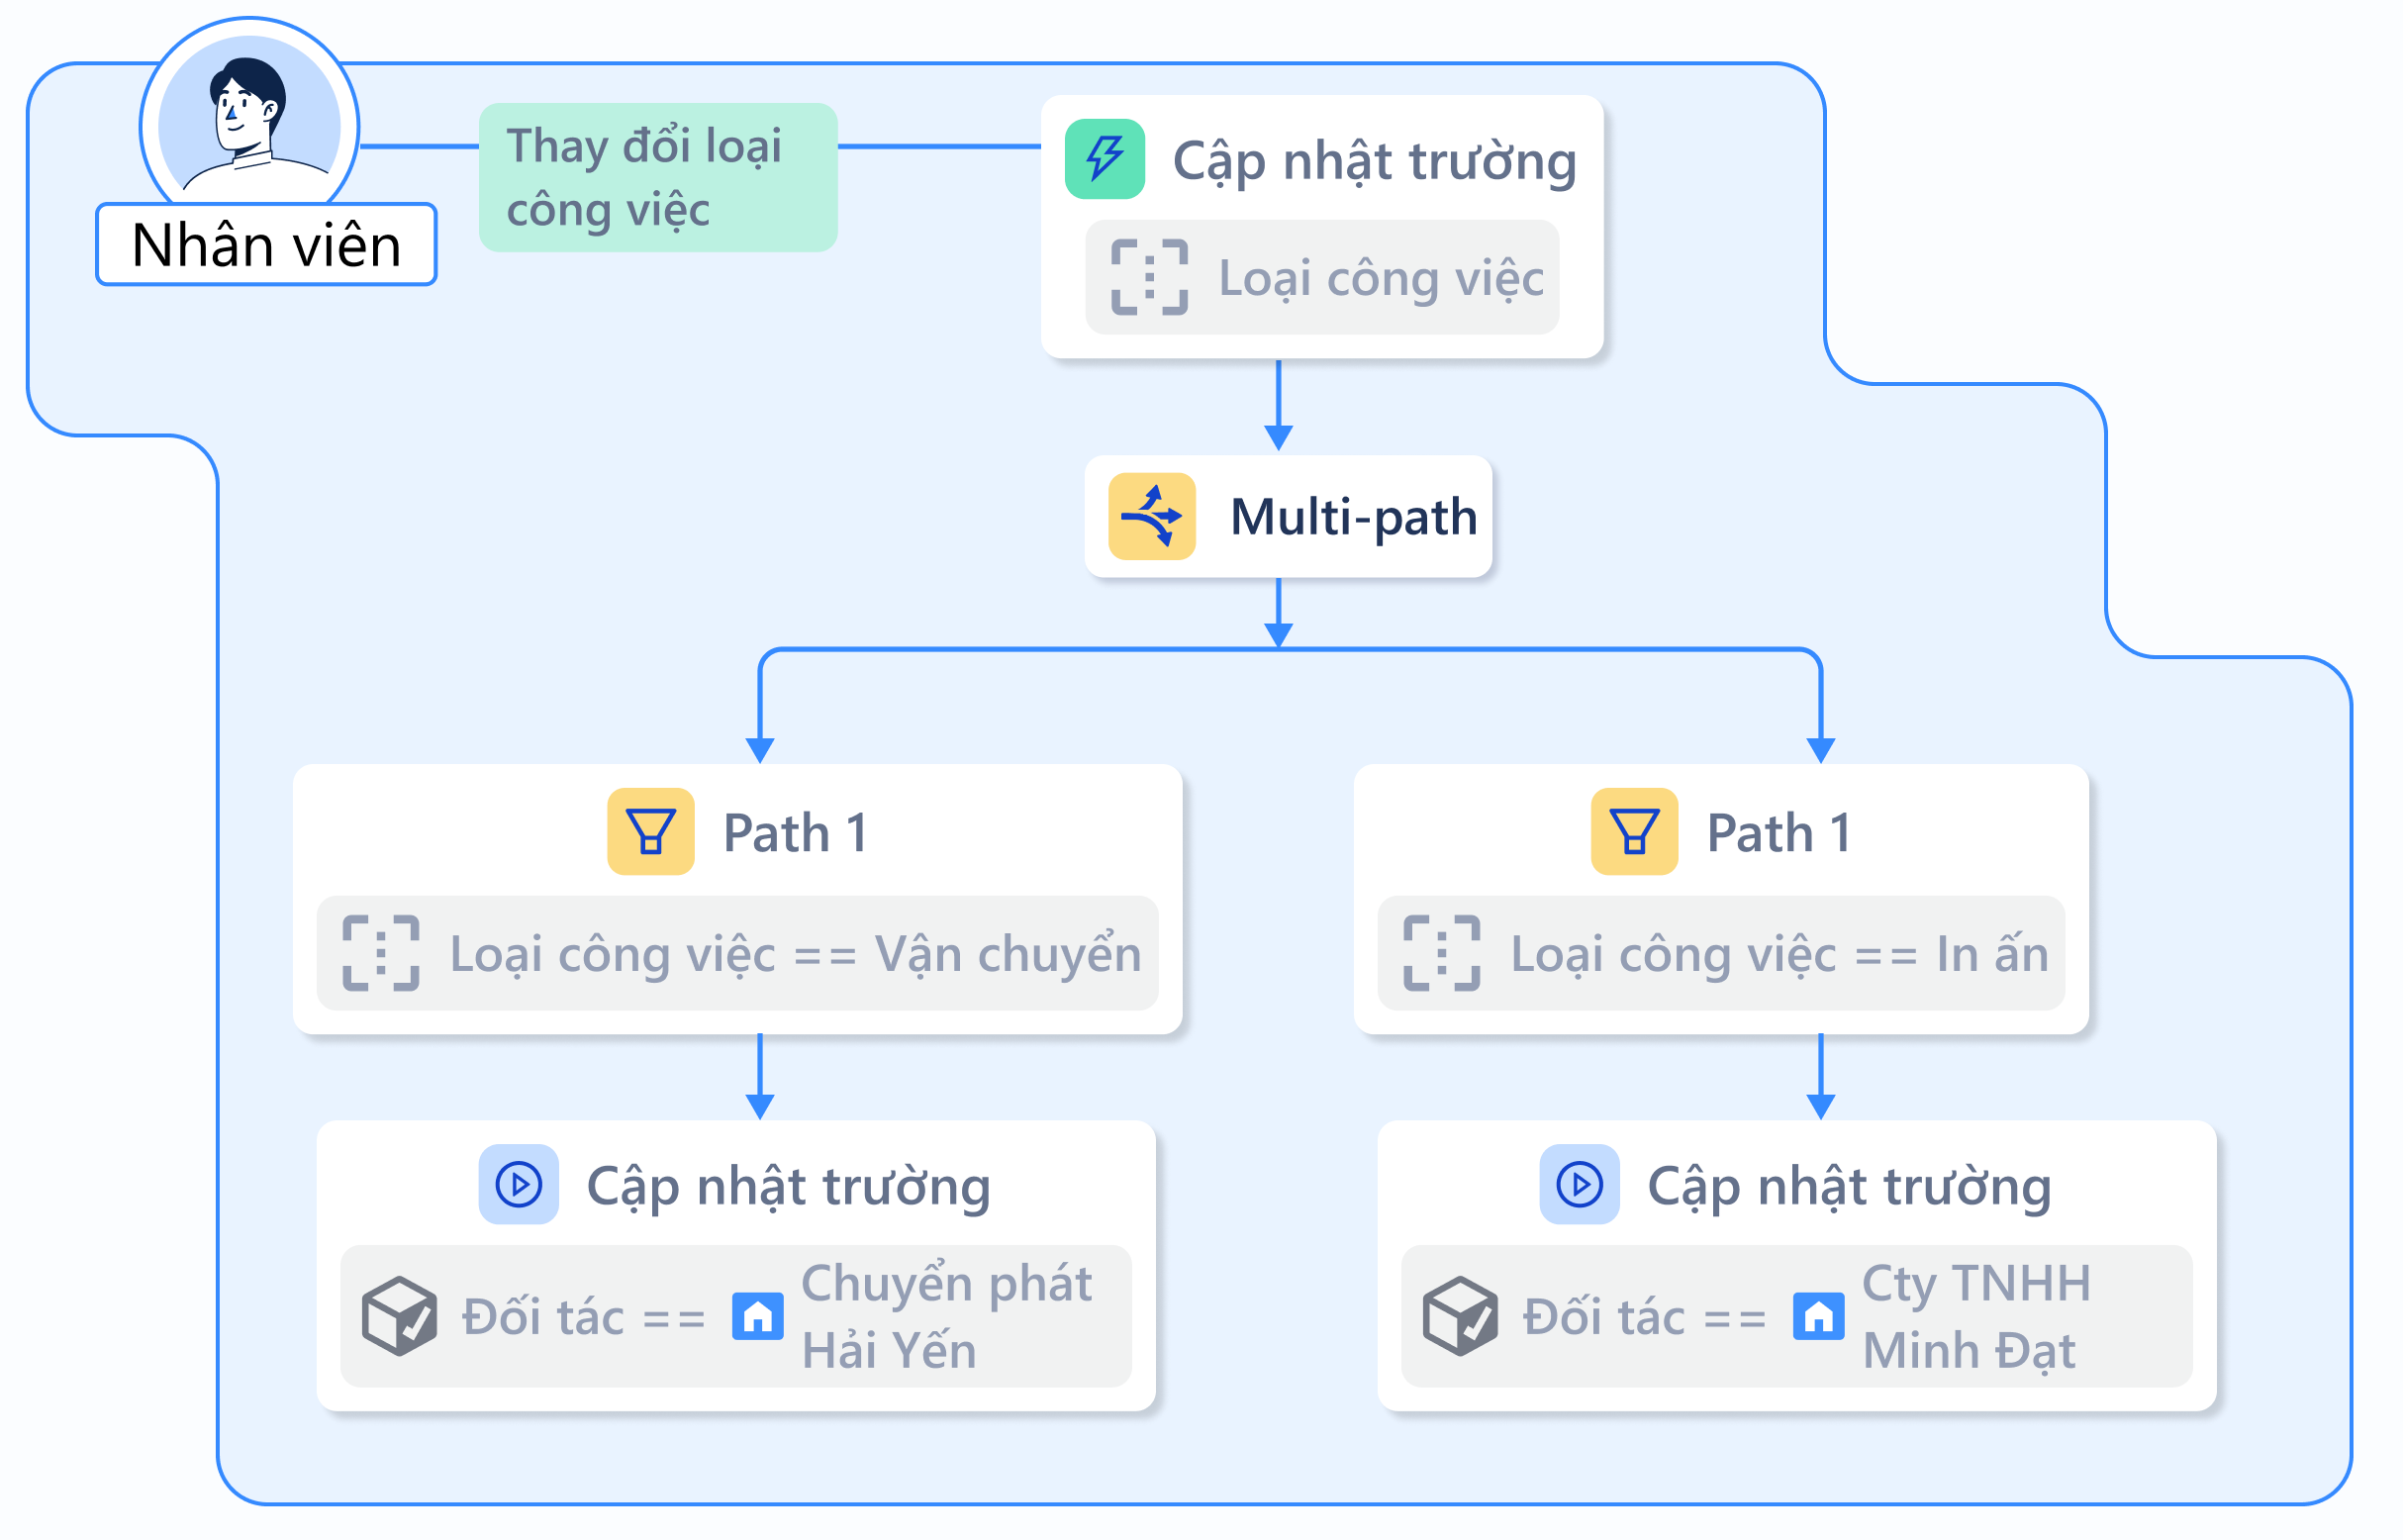 Nhân viên
Thay đổi loại
công việc
Cập nhật trường
Loại công việc
Multi-path
Path 1
Loại công việc == Vận chuyển
Path 1
Loại công việc == In ấn
Cập nhật trường
Đối tác ==
Chuyển phát
Hải Yến
Cập nhật trường
Đối tác ==
Cty TNHH
Minh Đạt